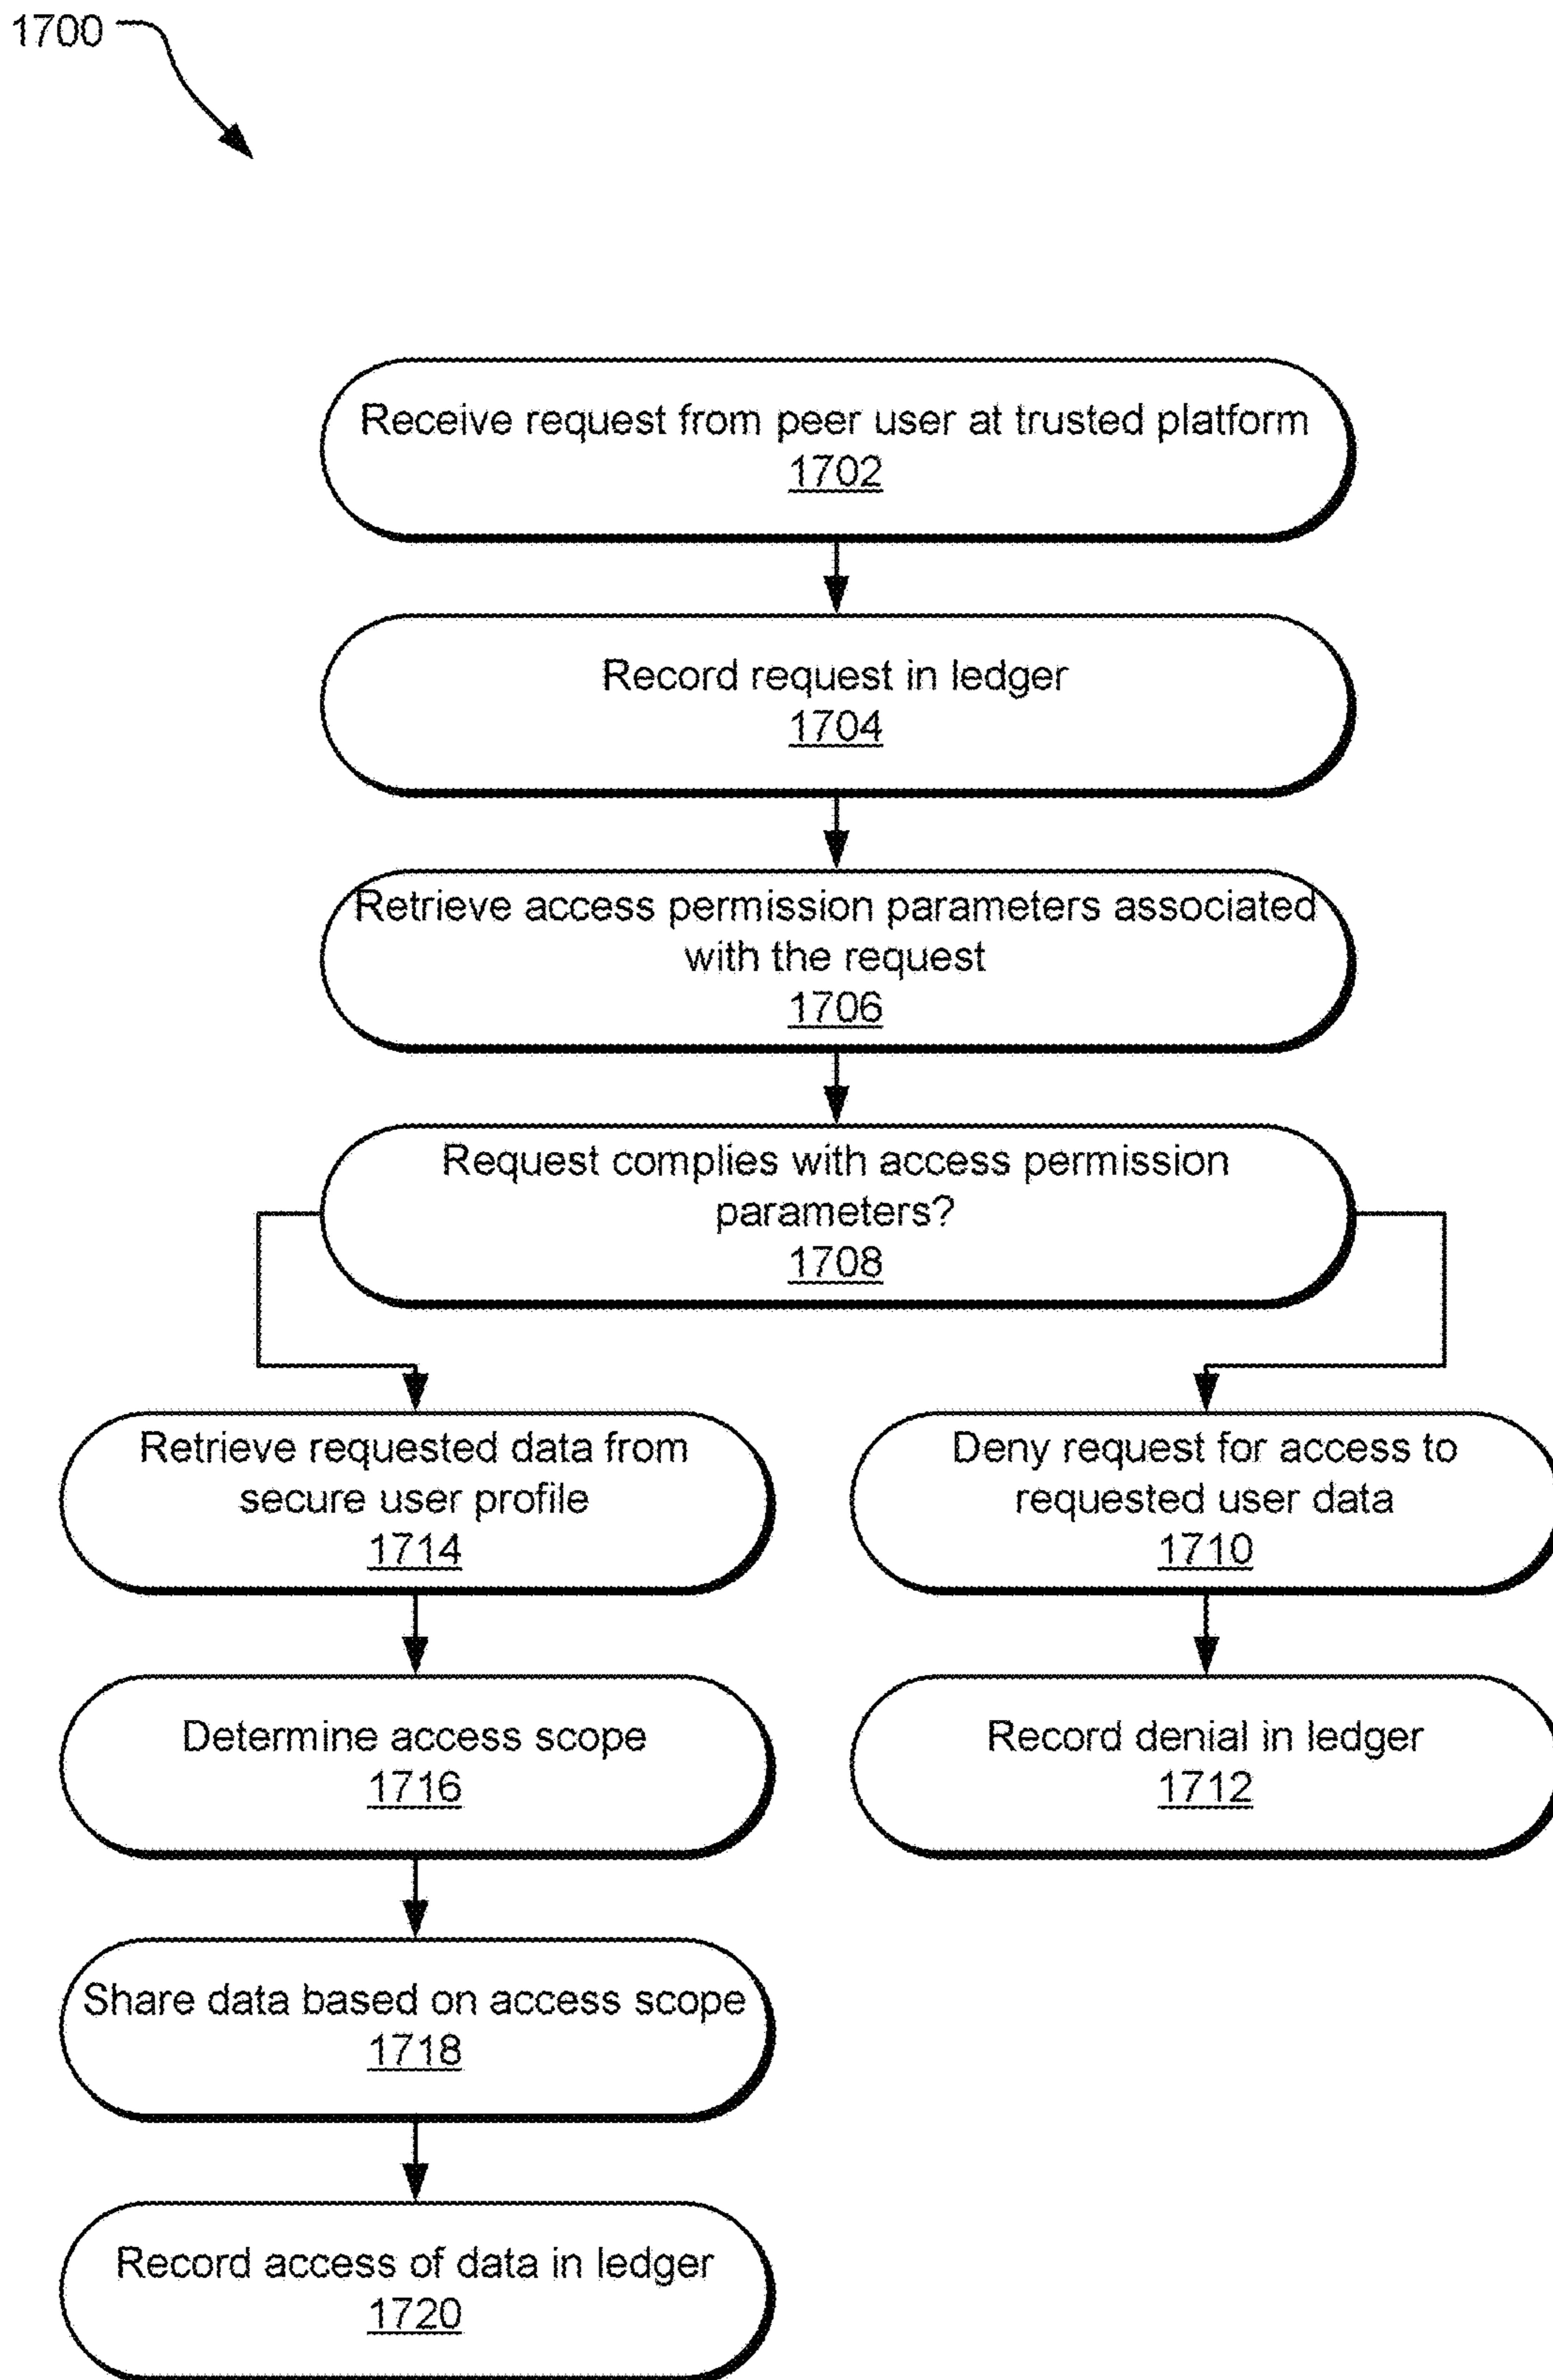 1700
Receive request from peer user at trusted platform
1702
Record request in ledger
1704
Retrieve access permission parameters associated
with the request
1706
Request complies with access permission
parameters?
1708
Retrieve requested data from
secure user profile
1714
Deny request for access to
requested user data
1710
Determine access scope
1716
Record denial in ledger
1712
Share data based on access scope
1718
Record access of data in ledger
1720